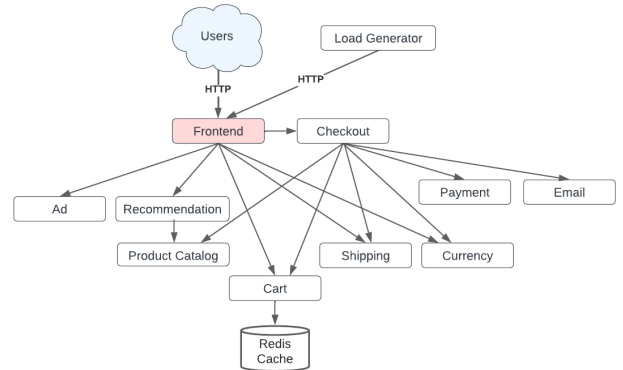 Users
Load Generator
HTTP
HTTP
Frontend
Checkout
Payment
Email
Ad
Recommendation
Product Catalog
Shipping
Currency
Cart
Redis
Cache